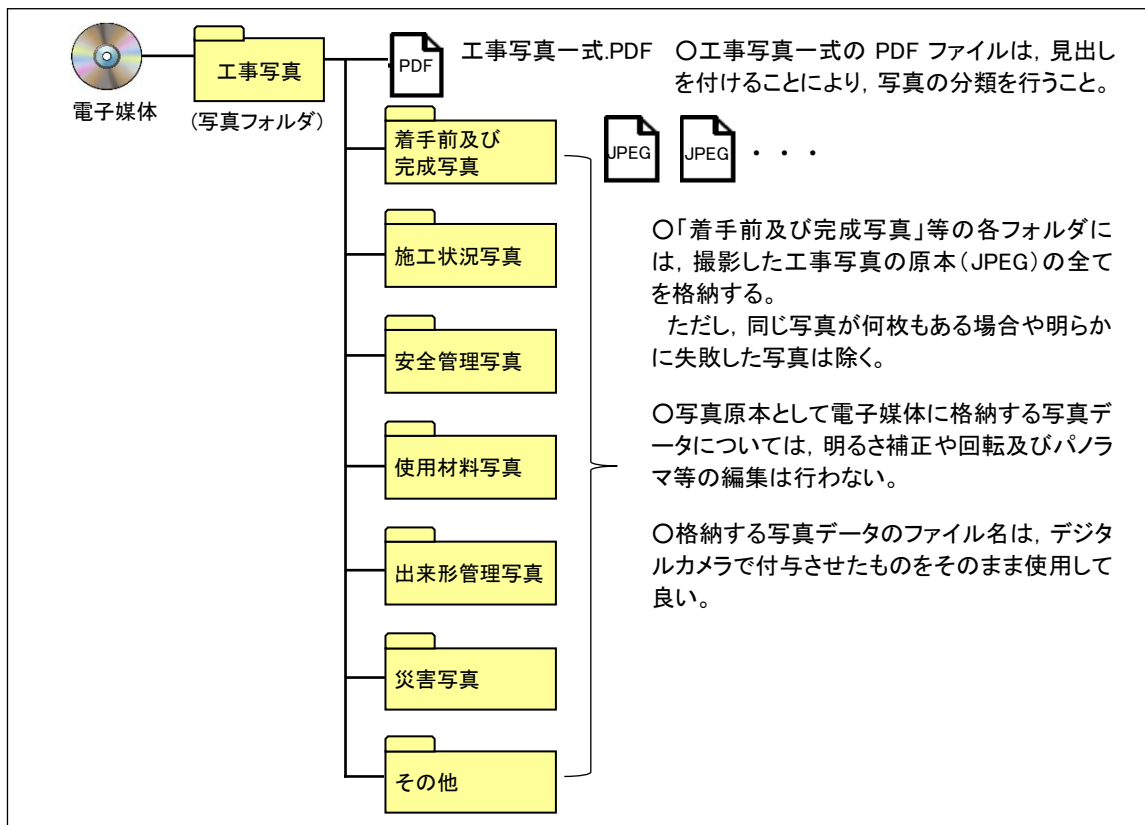 工事写真一式.PDF
〇工事写真一式の PDF ファイルは，見出し
を付けることにより，写真の分類を行うこと。
PDF
工事写真
電子媒体
(写真フォルダ)
着手前及び
完成写真
JPEG
JPEG
・・・
施工状況写真
〇「着手前及び完成写真」等の各フォルダに
は，撮影した工事写真の原本（JPEG）の全て
を格納する。
ただし，同じ写真が何枚もある場合や明らか
に失敗した写真は除く。
安全管理写真
〇写真原本として電子媒体に格納する写真デ
ータについては，明るさ補正や回転及びパノラ
マ等の編集は行わない。
使用材料写真
〇格納する写真データのファイル名は，デジタ
ルカメラで付与させたものをそのまま使用して
良い。
出来形管理写真
災害写真
その他